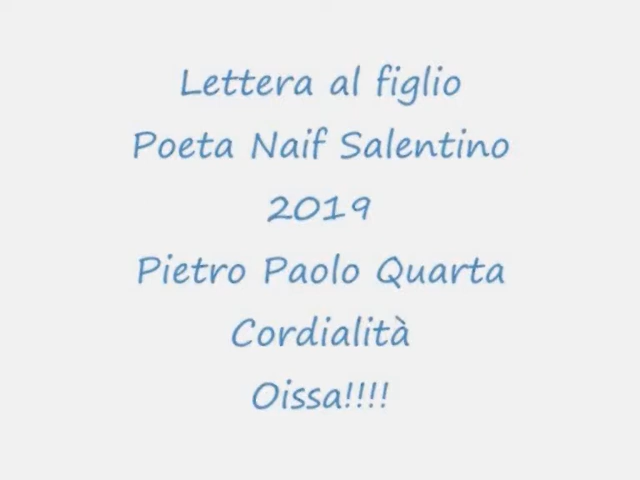 Lettera al figlio
Poeta Naif Salentino
2019
Pietro Paolo Quarta
Cordialità
Oissa!!!!